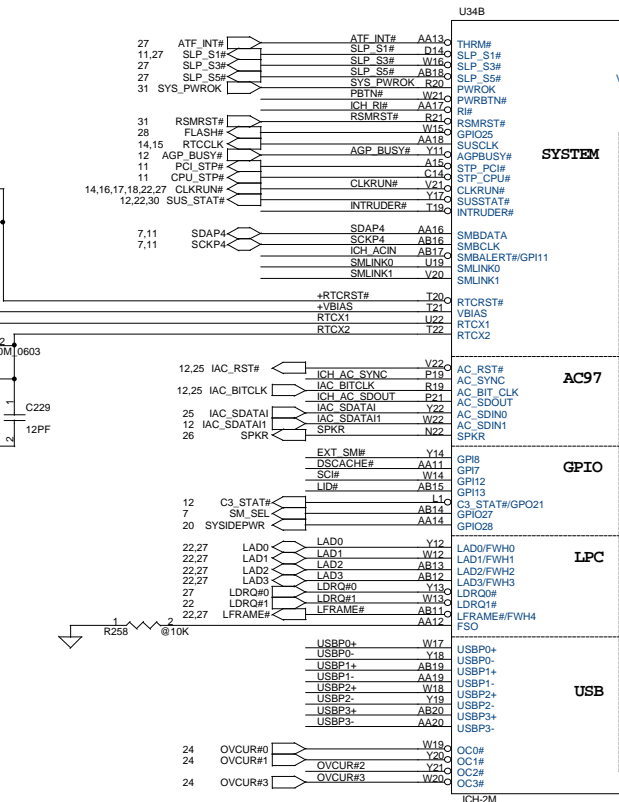 U34B
27 ATF_INT# ATF_INT# AA13 THRM#
11,27 SLP_S1# SLP_S1# D14 SLP_S1#
27 SLP_S3# SLP_S3# W16 SLP_S3#
27 SLP_S5# SLP_S5# AB18 SLP_S5#
31 SYS_PWROK SYS_PWROK R20 PWROK
PBTN# W21 PWRBTN#
ICH_RI# AA17 RI#
31 RSMRST# RSMRST# R21 RSMRST#
28 FLASH# W15 GPIO25
14,15 RTCCLK AA18 SUSCLK
12 AGP_BUSY# AGP_BUSY# Y11 AGPBUSY#
SYSTEM
11 PCI_STP# A15 STP_PCI#
11 CPU_STP# C14 STP_CPU#
14,16,17,18,22,27 CLKRUN# CLKRUN# V21 CLKRUN#
12,22,30 SUS_STAT# Y17 SUSSTAT#
INTRUDER# T19 INTRUDER#
7,11 SDAP4 SDAP4 AA16 SMBDATA
7,11 SCKP4 SCKP4 AB16 SMBCLK
ICH_ACIN AB17 SMBALERT#/GPI11
SMLINK0 U19 SMLINK0
SMLINK1 V20 SMLINK1
+RTCRST# T20 RTCRST#
+VBIAS T21 VBIAS
RTCX1 U22 RTCX1
RTCX2 T22 RTCX2
2
0M_0603
12,25 IAC_RST# V22 AC_RST#
ICH_AC_SYNC P19 AC_SYNC
AC97
12,25 IAC_BITCLK IAC_BITCLK R19 AC_BIT_CLK
ICH_AC_SDOUT P21 AC_SDOUT
25 IAC_SDATAI IAC_SDATAI Y22 AC_SDIN0
12 IAC_SDATAI1 IAC_SDATAI1 W22 AC_SDIN1
26 SPKR SPKR N22 SPKR
1
C229
12PF
2
EXT_SMI# Y14 GPI8
DSCACHE# AA11 GPI7
GPIO
SCI# W14 GPI12
LID# AB15 GPI13
12 C3_STAT# L1 C3_STAT#/GPO21
7 SM_SEL AB14 GPIO27
20 SYSIDEPWR AA14 GPIO28
22,27 LAD0 LAD0 Y12 LAD0/FWH0
22,27 LAD1 LAD1 W12 LAD1/FWH1
LPC
22,27 LAD2 LAD2 AB13 LAD2/FWH2
22,27 LAD3 LAD3 AB12 LAD3/FWH3
27 LDRQ#0 LDRQ#0 Y13 LDRQ0#
22 LDRQ#1 LDRQ#1 W13 LDRQ1#
22,27 LFRAME# LFRAME# AB11 LFRAME#/FWH4
1 2 AA12 FSO
R258 @10K
USBP0+ W17 USBP0+
USBP0- Y18 USBP0-
USBP1+ AB19 USBP1+
USBP1- AA19 USBP1-
USB
USBP2+ W18 USBP2+
USBP2- Y19 USBP2-
USBP3+ AB20 USBP3+
USBP3- AA20 USBP3-
24 OVCUR#0 W19 OC0#
24 OVCUR#1 Y20 OC1#
OVCUR#2 Y21 OC2#
24 OVCUR#3 OVCUR#3 W20 OC3#
ICH-2M